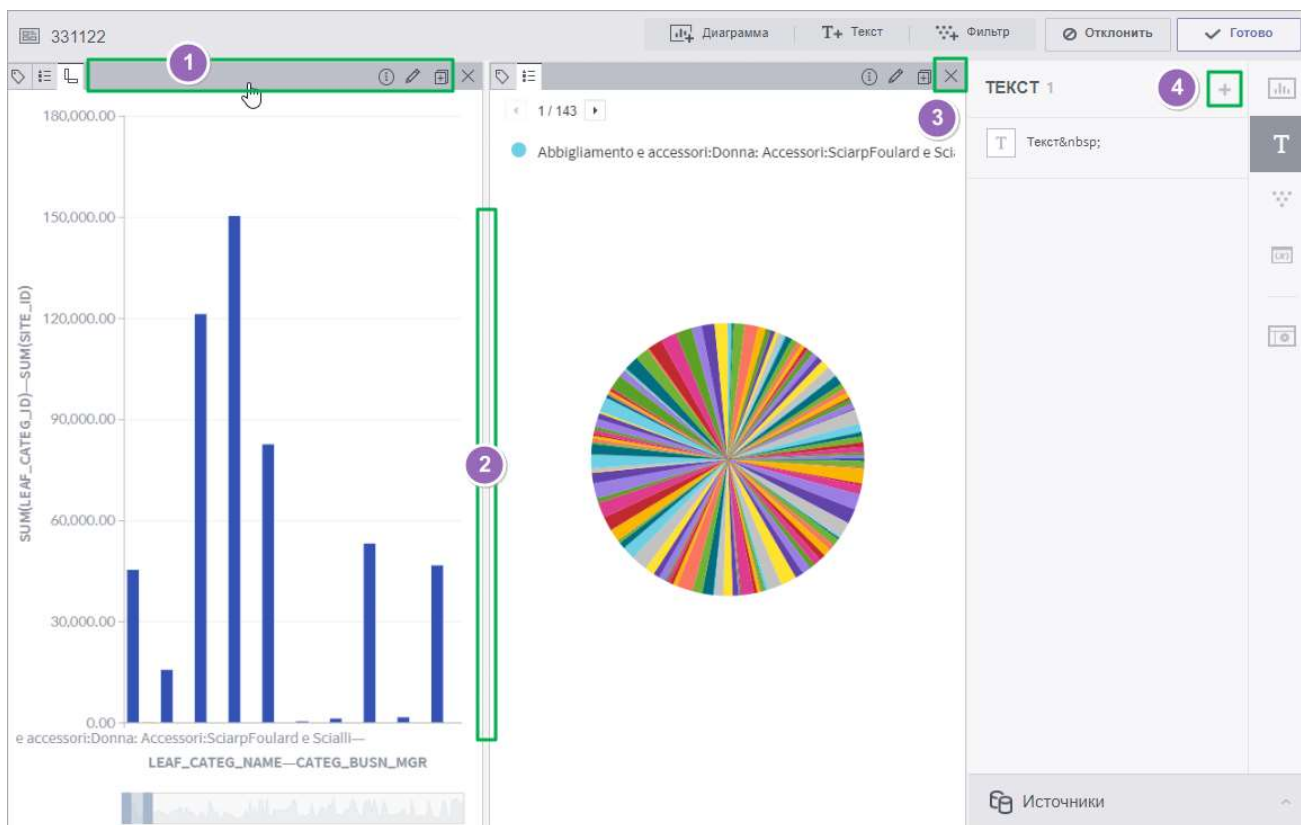 331122
Диаграмма
T+ Текст
Фильтр
Отклонить
Готово
1
2
3
4
1 / 143
Abbigliamento e accessori:Donna: Accessori:SciarpFoulard e Sci
180,000.00
150,000.00
120,000.00
90,000.00
60,000.00
30,000.00
0.00
SUM(LEAF_CATEG_ID)—SUM(SITE_ID)
e accessori:Donna: Accessori:SciarpFoulard e Scialli—
LEAF_CATEG_NAME—CATEG_BUSN_MGR
ТЕКСТ 1
T Текст&nbsp;
T
Источники